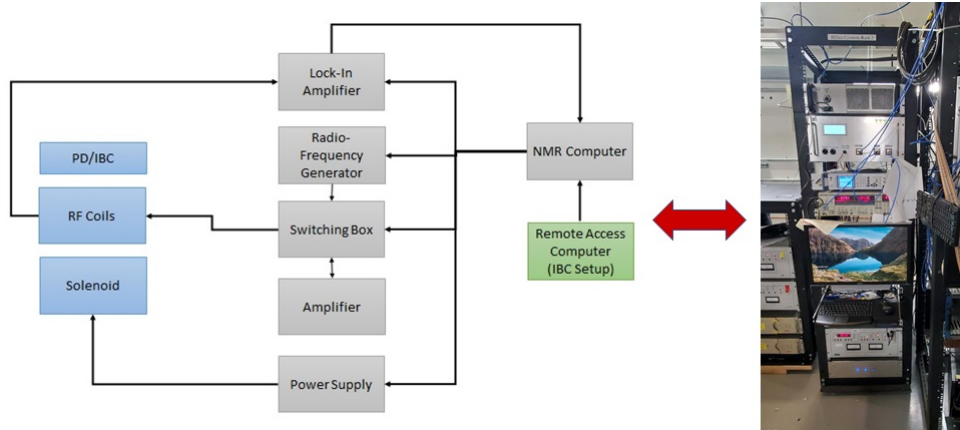 Lock-In
Amplifier
Radio-
Frequency
Generator
PD/IBC
NMR Computer
RF Coils
Switching Box
Remote Access
Computer
(IBC Setup)
Solenoid
Amplifier
Power Supply